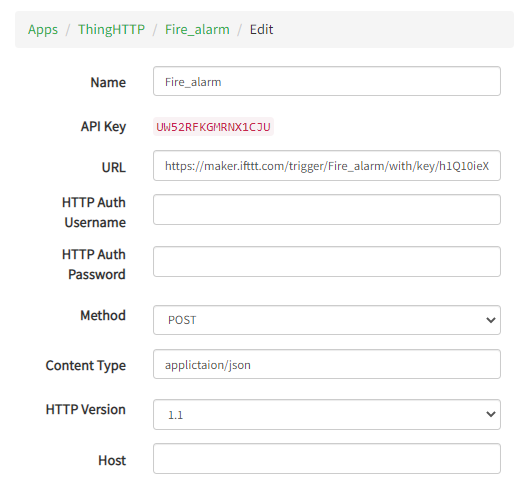 Apps / ThingHTTP / Fire_alarm / Edit
Name Fire_alarm
API Key UW52RFKGMRNX1CJU
URL https://maker.ifttt.com/trigger/Fire_alarm/with/key/h1Q10ieX
HTTP Auth
Username
HTTP Auth
Password
Method POST
Content Type applictaion/json
HTTP Version 1.1
Host